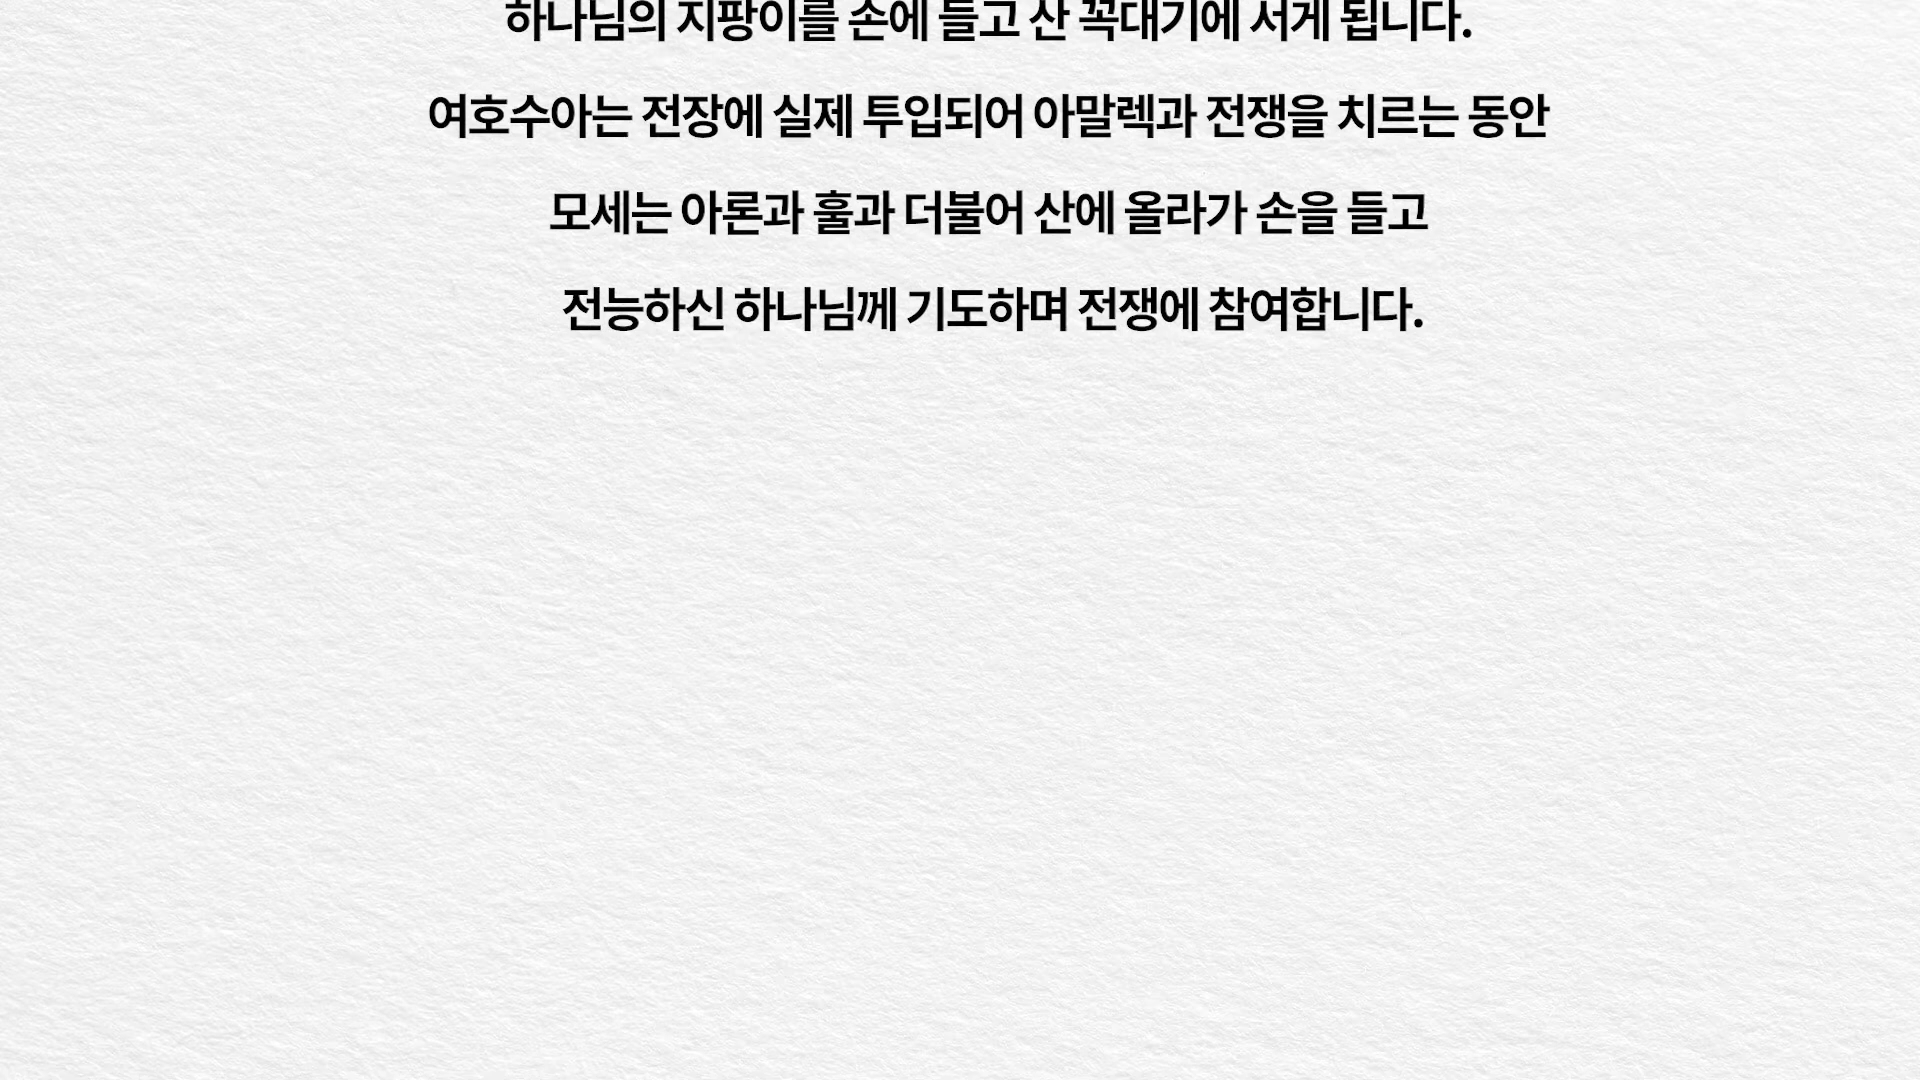 하나님의 지팡이를 손에 들고 산 꼭대기에 서게 됩니다.
여호수아는 전장에 실제 투입되어 아말렉과 전쟁을 치르는 동안
모세는 아론과 훌과 더불어 산에 올라가 손을 들고
전능하신 하나님께 기도하며 전쟁에 참여합니다.